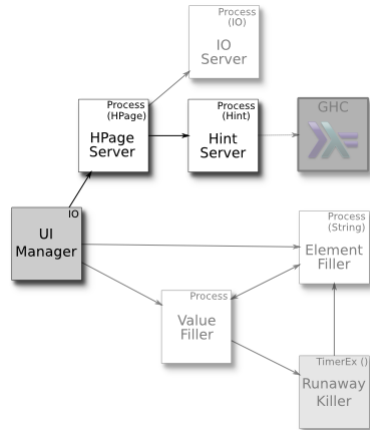 Process
(IO)
IO
Server
Process
(HPage)
HPage
Server
Process
(Hint)
Hint
Server
GHC
IO
UI
Manager
Process
(String)
Element
Filler
Process
Value
Filler
TimerEx ()
Runaway
Killer